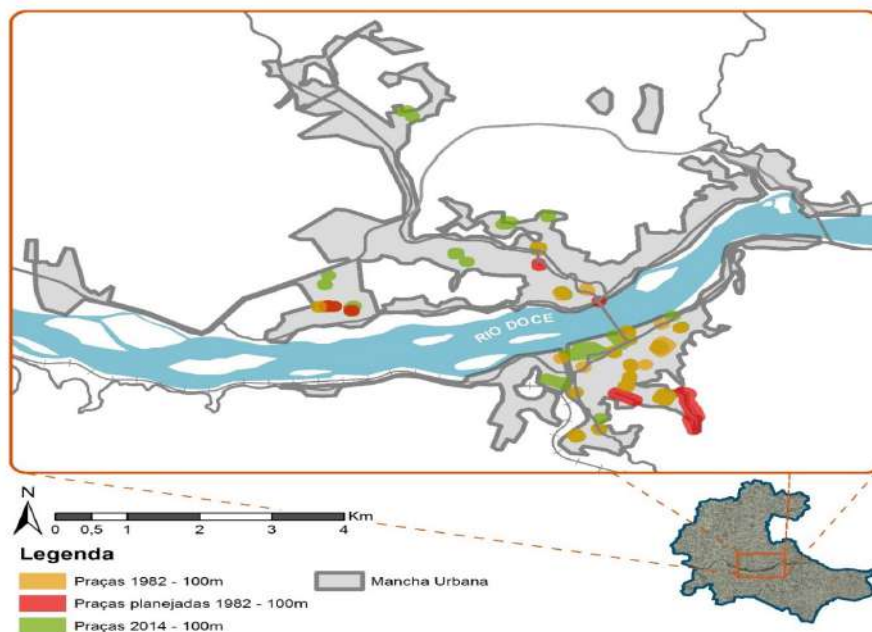 RIO DOCE
N
0 0,5 1 2 3 4 Km
Legenda
Praças 1982 - 100m
Praças planejadas 1982 - 100m
Praças 2014 - 100m
Mancha Urbana